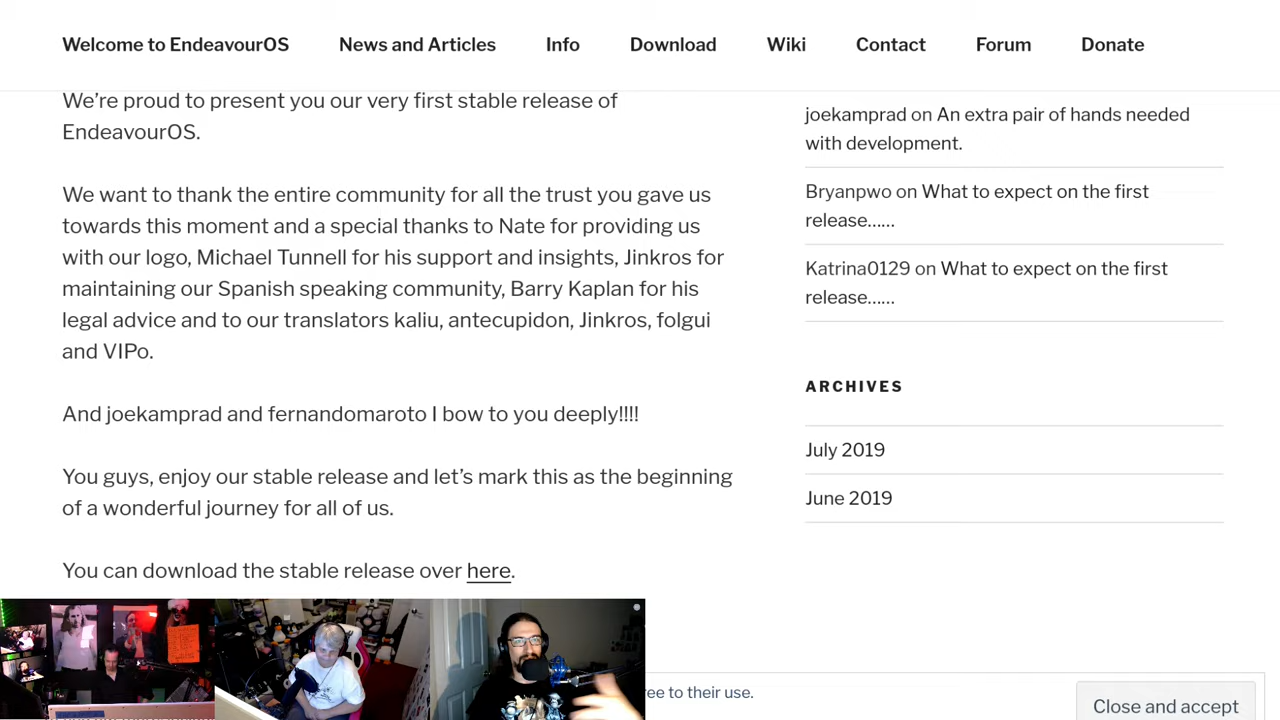 Welcome to EndeavourOS News and Articles Info Download Wiki Contact Forum Donate
We're proud to present you our very first stable release of
EndeavourOS.
We want to thank the entire community for all the trust you gave us
towards this moment and a special thanks to Nate for providing us
with our logo, Michael Tunnell for his support and insights, Jinkros for
maintaining our Spanish speaking community, Barry Kaplan for his
legal advice and to our translators kaliu, antecupidon, Jinkros, folgui
and VIPo.
And joekamprad and fernandomaroto I bow to you deeply!!!!
You guys, enjoy our stable release and let's mark this as the beginning
of a wonderful journey for all of us.
You can download the stable release over here.
joekamprad on An extra pair of hands needed
with development.
Bryanpwo on What to expect on the first
release……
Katrina0129 on What to expect on the first
release……
ARCHIVES
July 2019
June 2019
to their use.
Close and accept